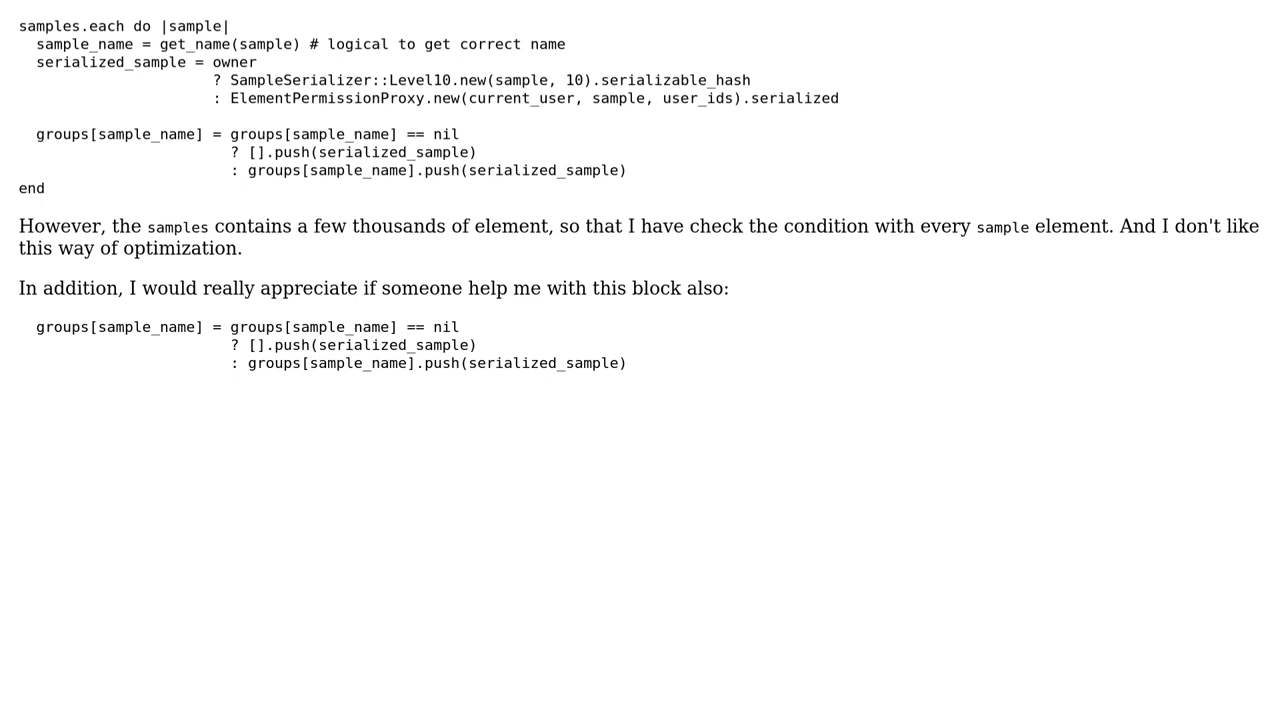 samples.each do |sample|
  sample_name = get_name(sample) # logical to get correct name
  serialized_sample = owner
                      ? SampleSerializer::Level10.new(sample, 10).serializable_hash
                      : ElementPermissionProxy.new(current_user, sample, user_ids).serialized

  groups[sample_name] = groups[sample_name] == nil
                        ? [].push(serialized_sample)
                        : groups[sample_name].push(serialized_sample)
end
However, the samples contains a few thousands of element, so that I have check the condition with every sample element. And I don't like
this way of optimization.
In addition, I would really appreciate if someone help me with this block also:
  groups[sample_name] = groups[sample_name] == nil
                        ? [].push(serialized_sample)
                        : groups[sample_name].push(serialized_sample)